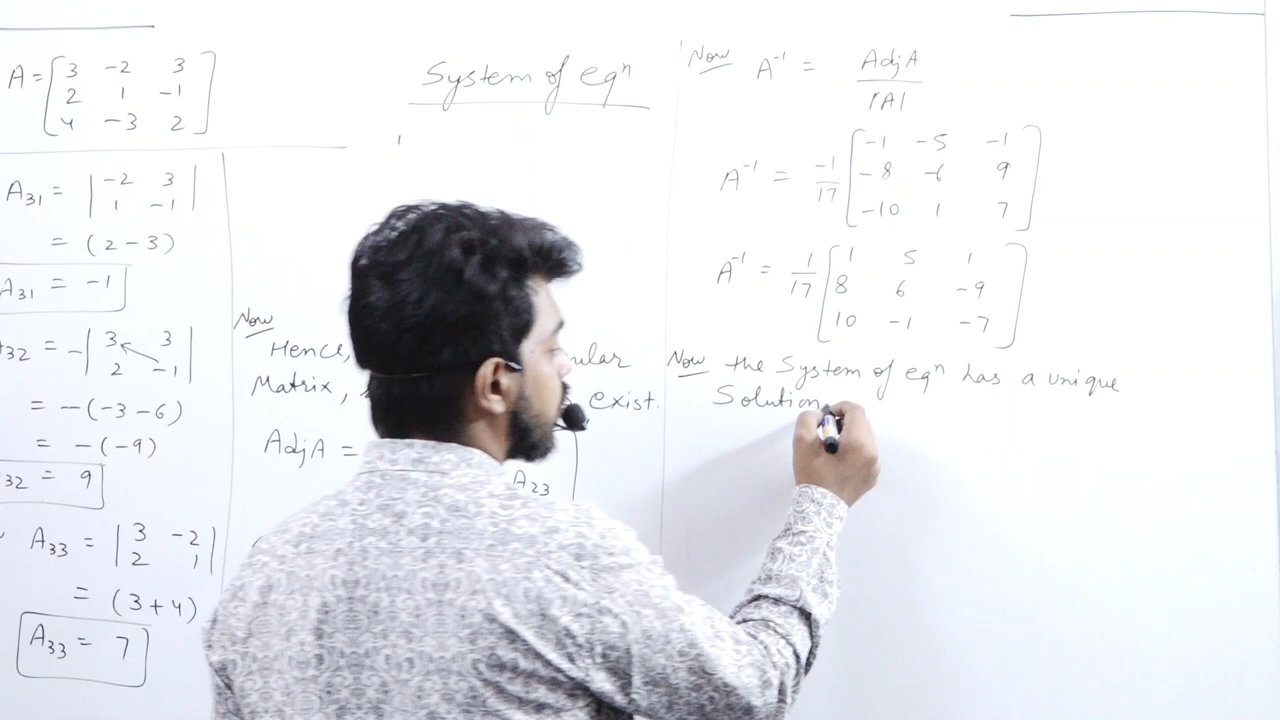 A = [3 -2 3
2 1 -1
4 -3 2]
A31 = |-2 3
1 -1|
= (2-3)
A31 = -1
A32 = -|3 3
2 -1|
= -(-3-6)
= -(-9)
32 = 9
A33 = |3 -2
2 1|
= (3+4)
A33 = 7
System of eqⁿ
Now
Hence,
Matrix, exist.
AdjA =
A23
Now A⁻¹ = AdjA
|A|
A⁻¹ = -1/17 [-1 -5 -1
-8 -6 9
-10 1 7]
A⁻¹ = 1/17 [1 5 1
8 6 -9
10 -1 -7]
Now the System of eqⁿ has a unique
Solution